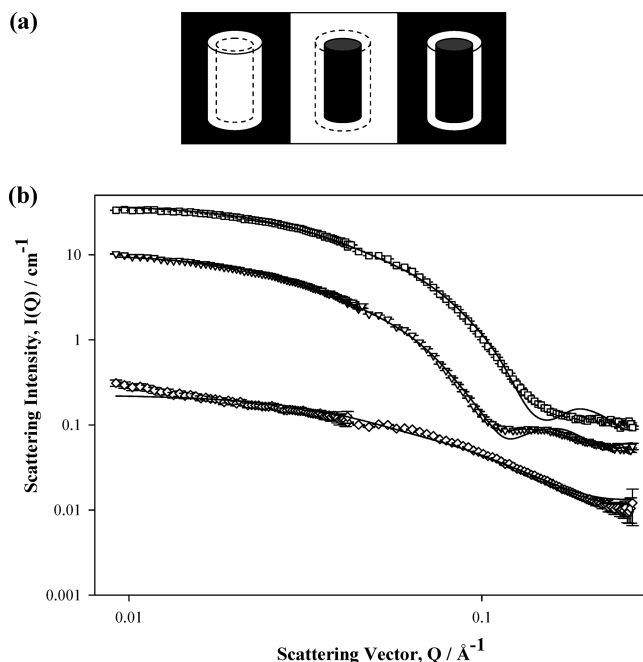 (a)
(b)
Scattering Intensity, I(Q) / cm⁻¹
10
1
0.1
0.01
0.001
0.01
0.1
Scattering Vector, Q / Å⁻¹